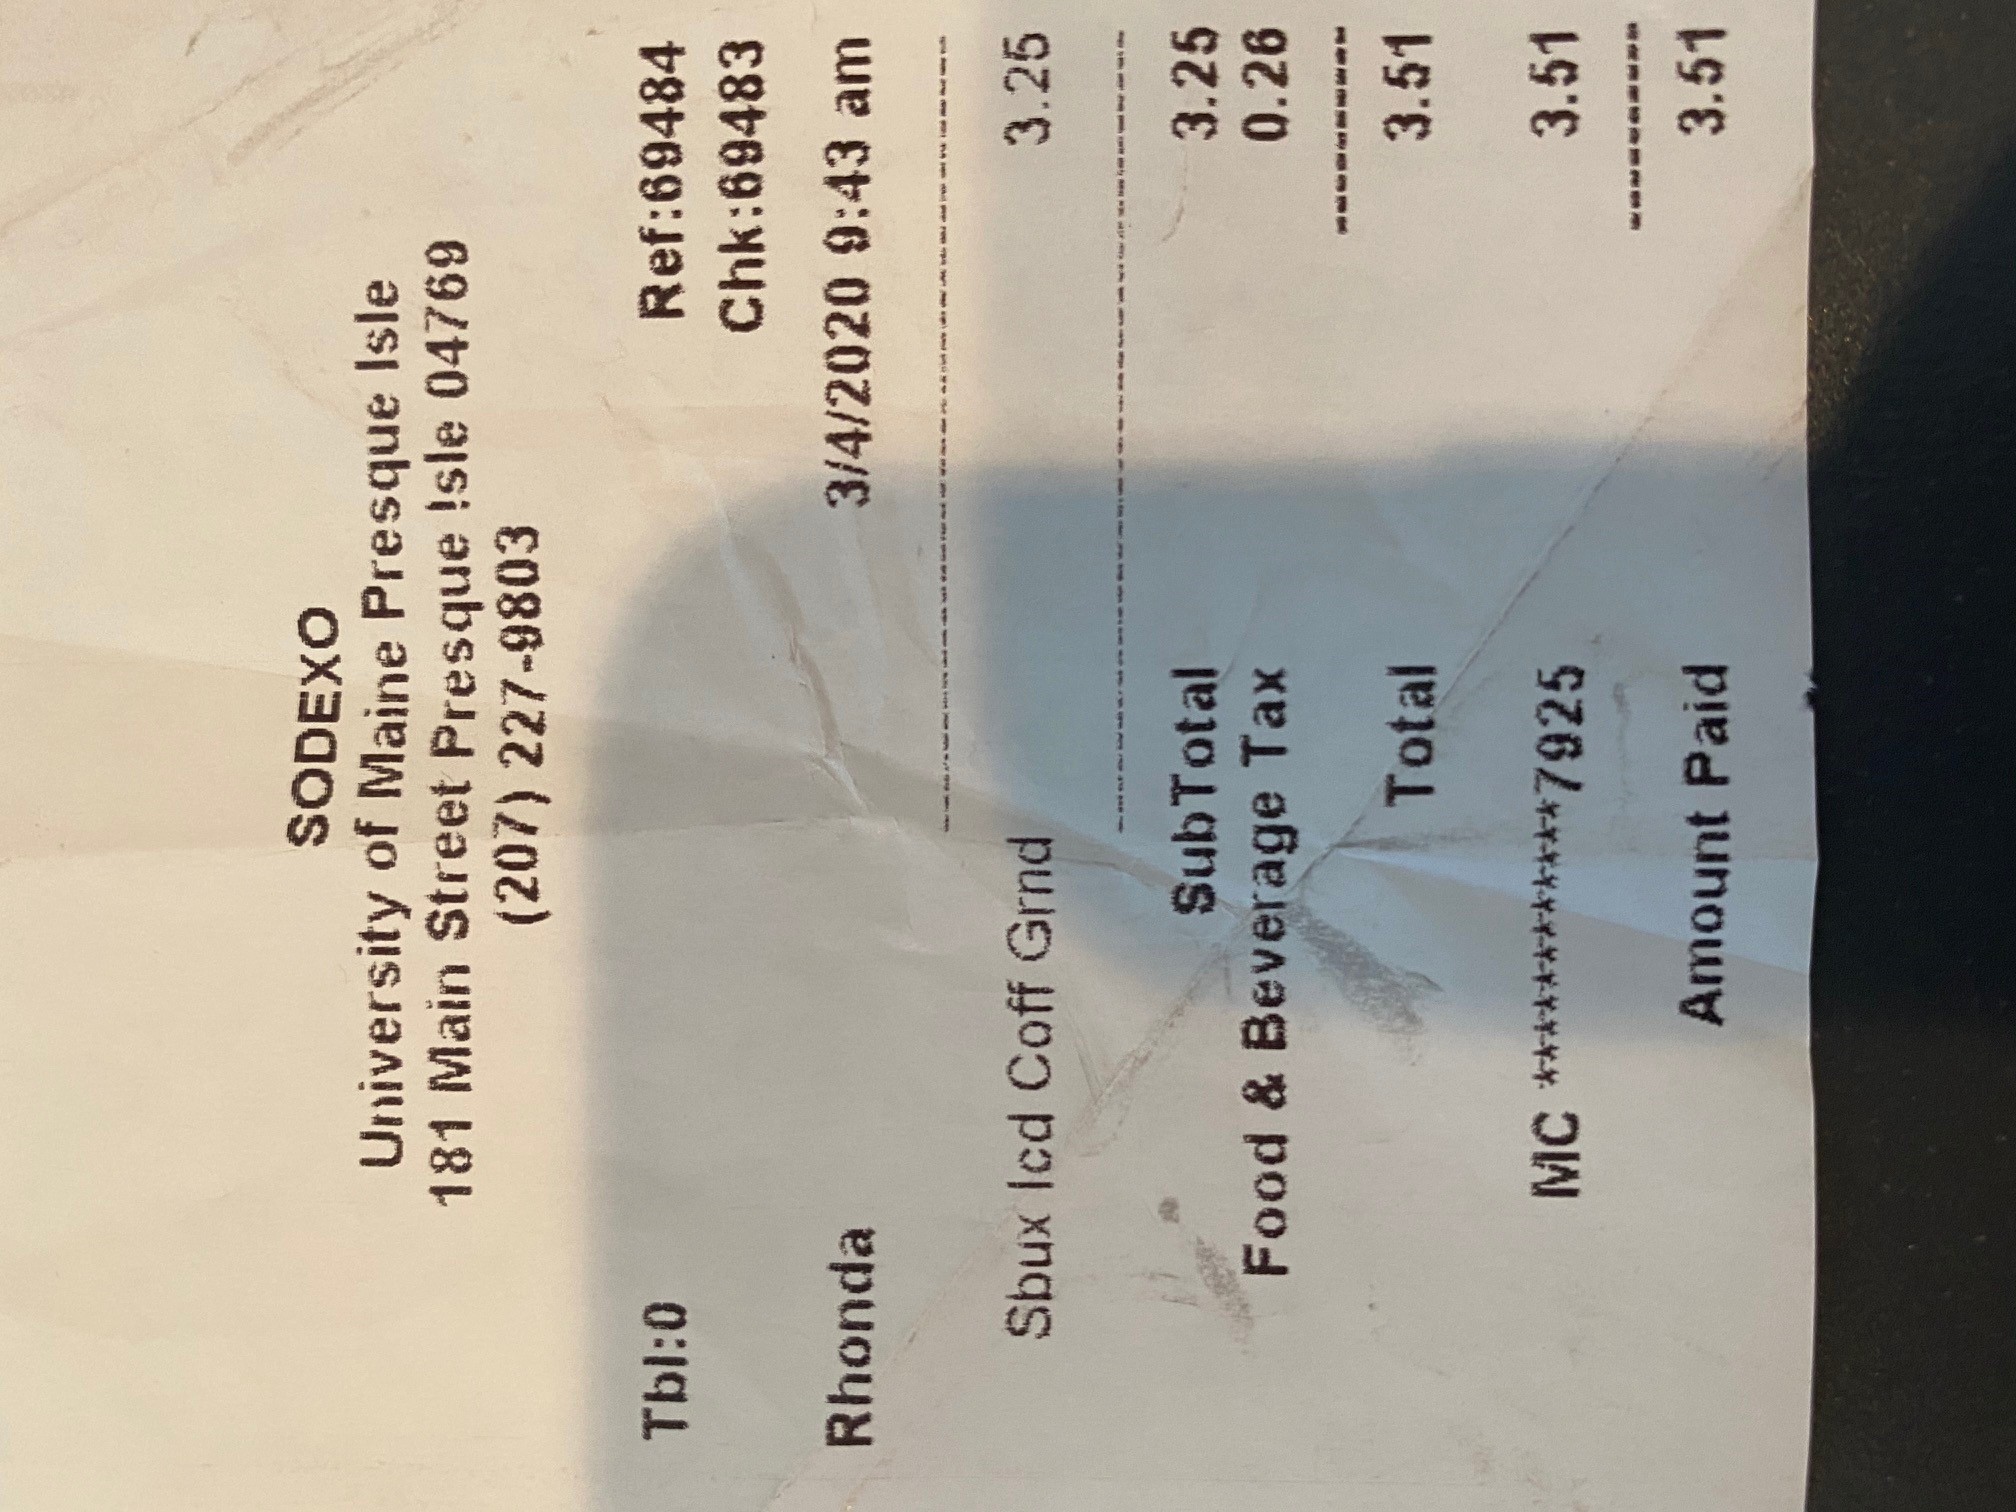 SODEXO
University of Maine Presque Isle
181 Main Street Presque Isle 04769
(207) 227-9803
Tbl:0 Ref:69484
Chk:69483
Rhonda 3/4/2020 9:43 am
--------------------------------
Sbux Icd Coff Grnd 3.25
--------------------------------
SubTotal 3.25
Food & Beverage Tax 0.26
----------
Total 3.51
MC ************7925 3.51
----------
Amount Paid 3.51